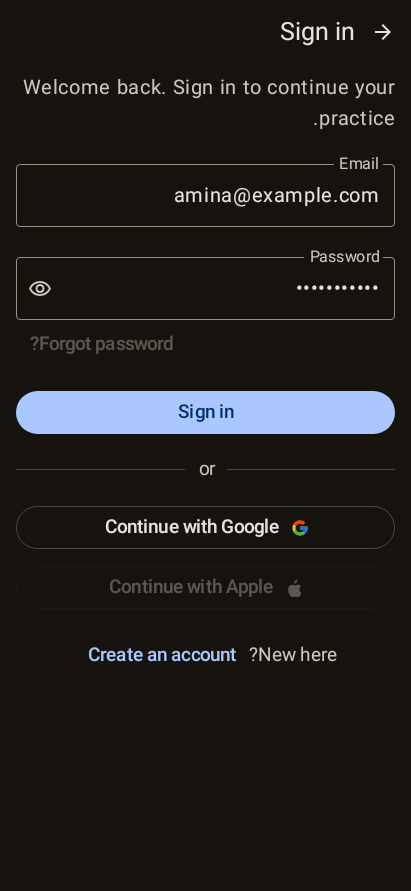 Sign in
Welcome back. Sign in to continue your
practice.
Email
amina@example.com
Password
•••••••••••
Forgot password?
Sign in
or
Continue with Google
Continue with Apple
New here? Create an account